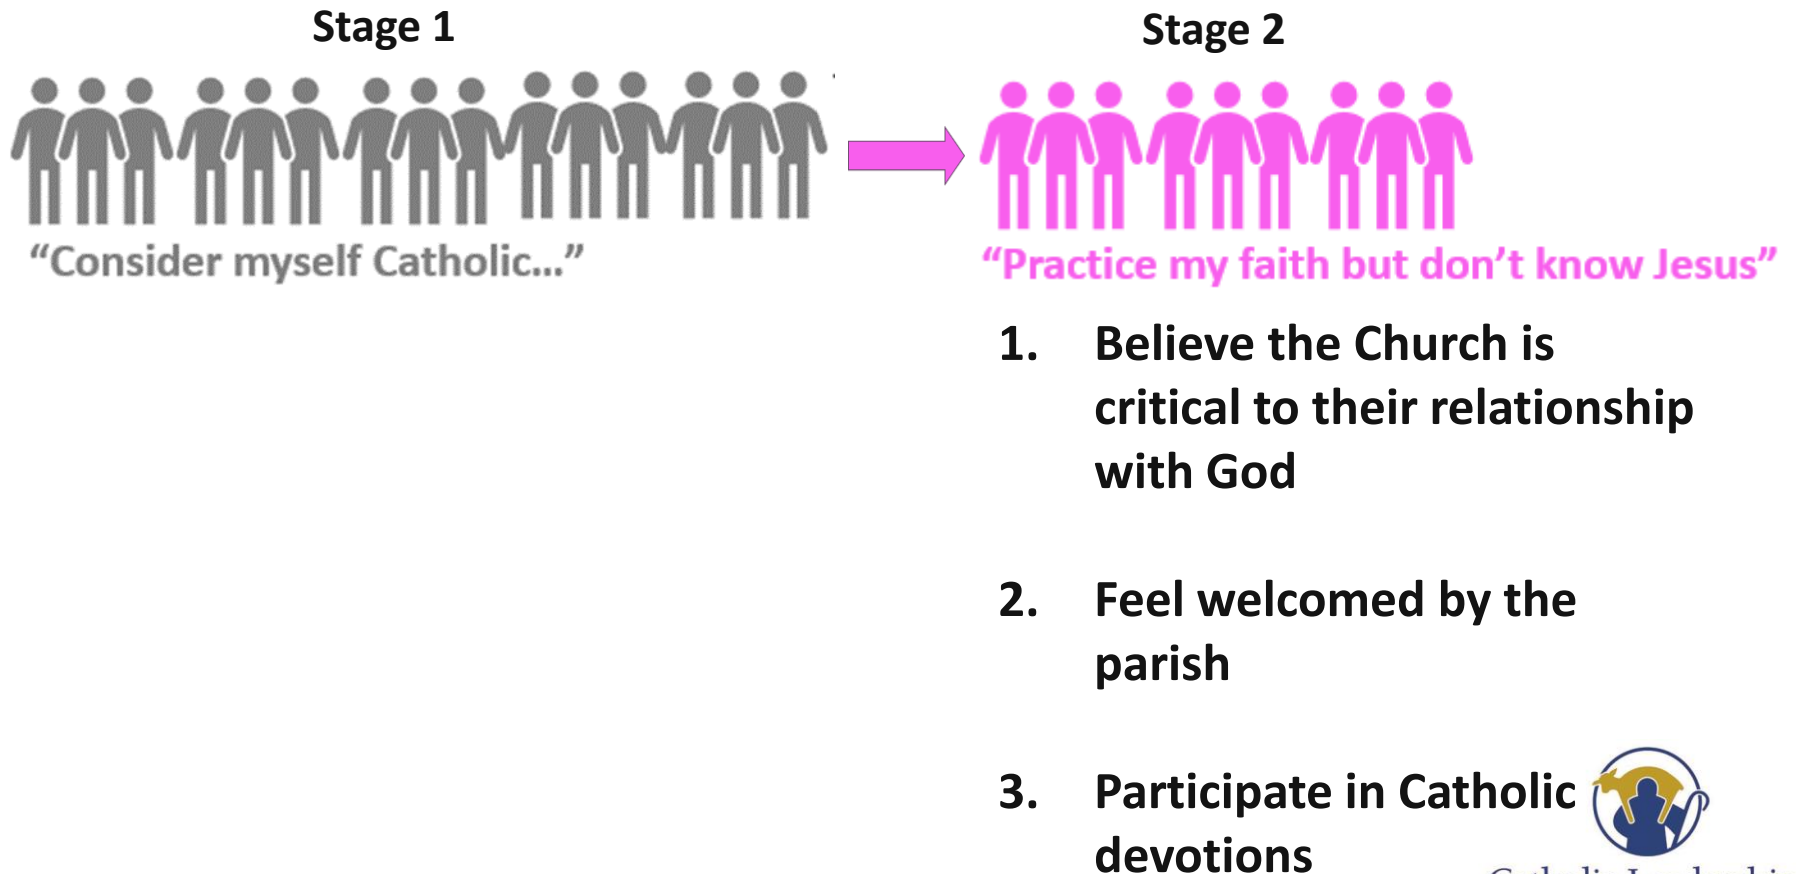 Stage 1
Stage 2
“Consider myself Catholic...”
“Practice my faith but don’t know Jesus”
1. Believe the Church is
critical to their relationship
with God
2. Feel welcomed by the
parish
3. Participate in Catholic
devotions